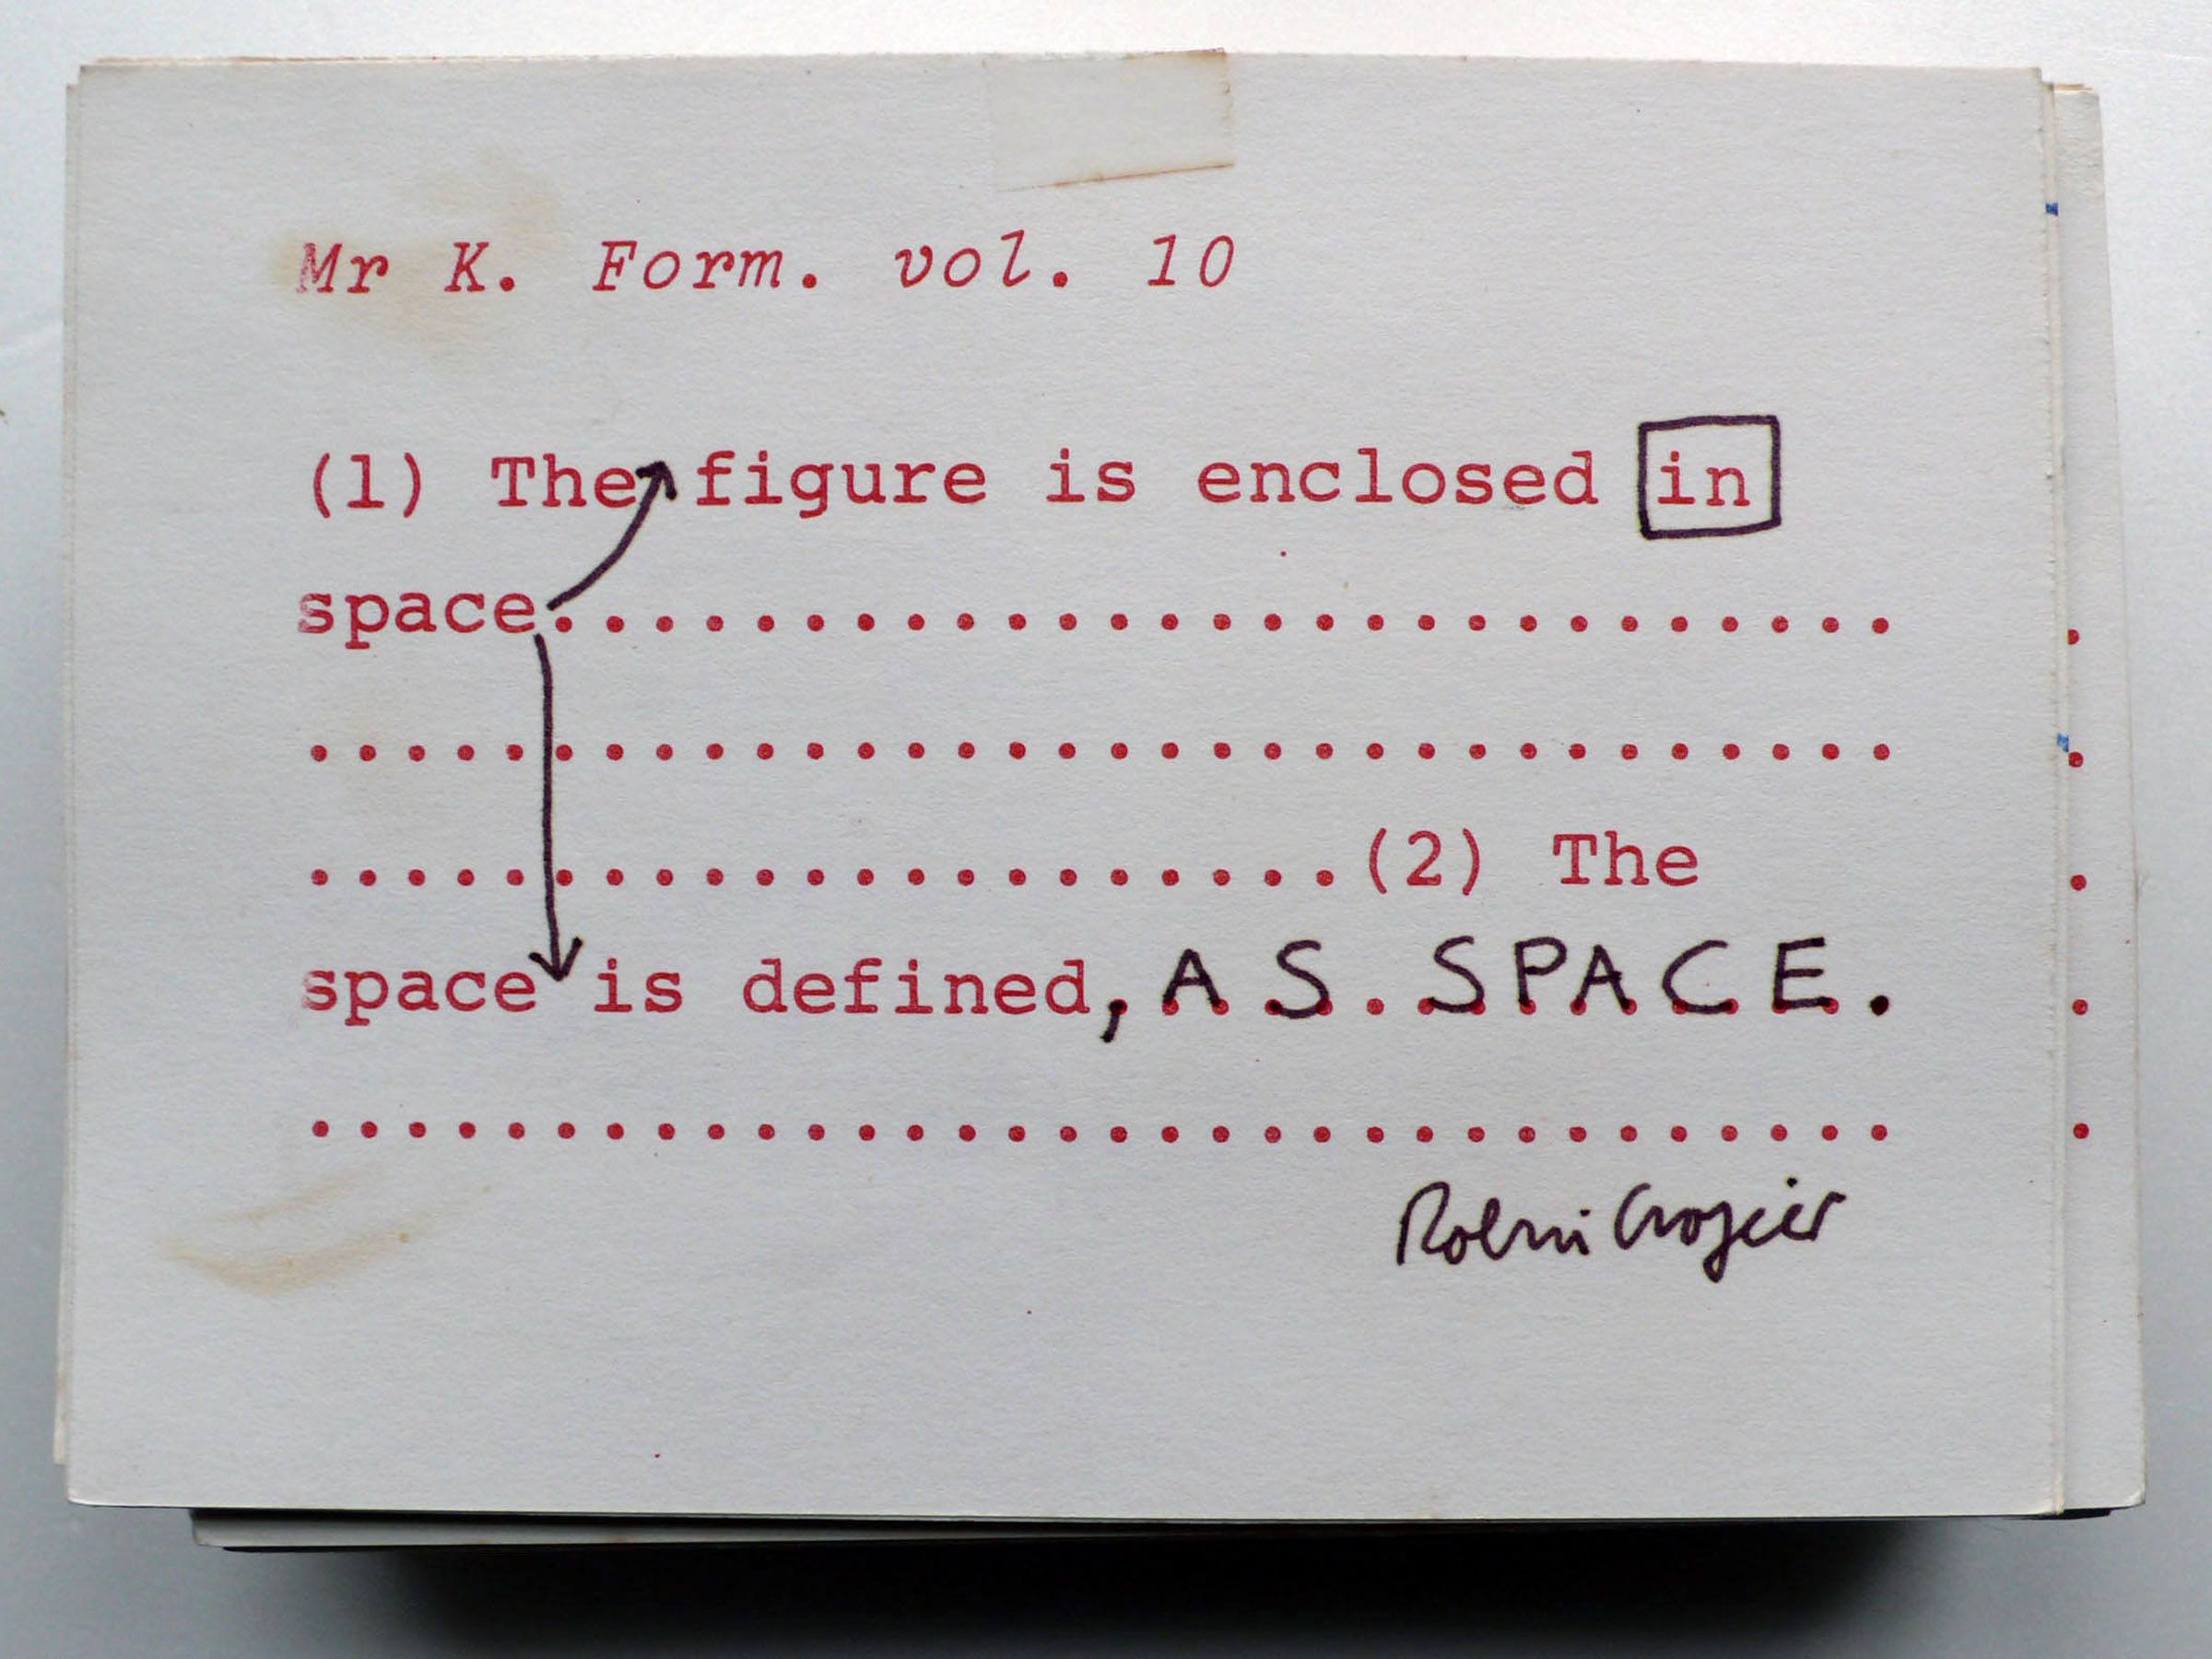 Mr K. Form. vol. 10
(1) The figure is enclosed in
space...........................
................................
.....................(2) The
space is defined, AS SPACE.
................................
Robin Crozier